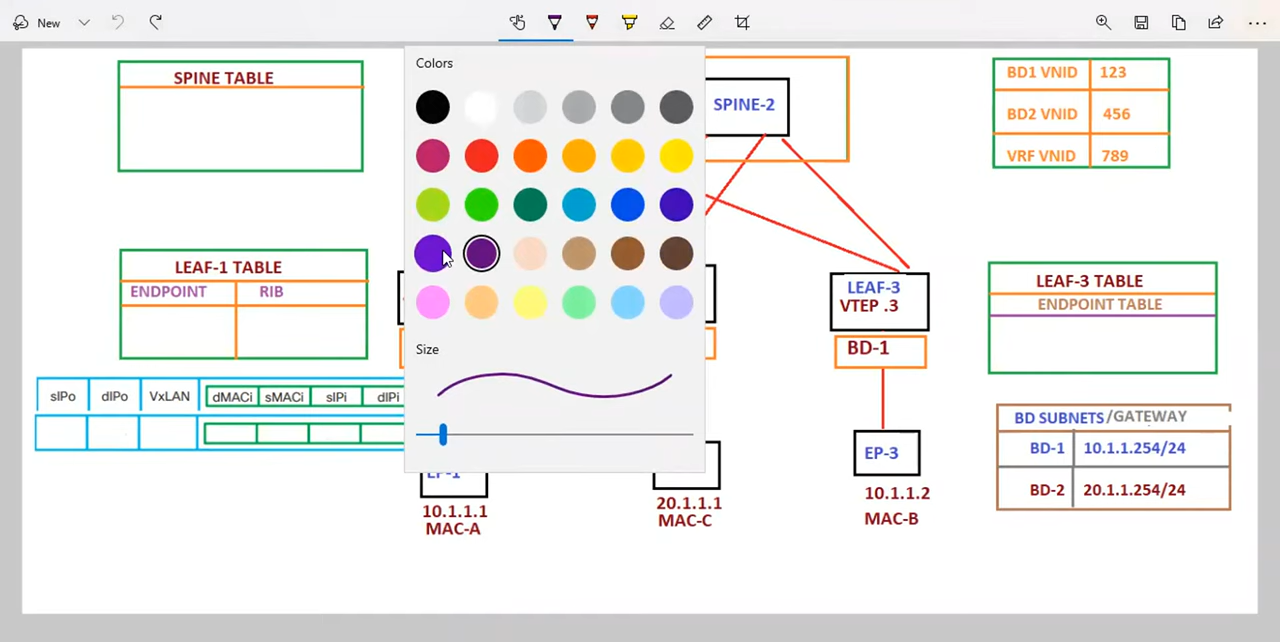 New
Colors
SPINE TABLE
SPINE-2
BD1 VNID 123
BD2 VNID 456
VRF VNID 789
LEAF-1 TABLE
ENDPOINT RIB
LEAF-3
VTEP .3
BD-1
LEAF-3 TABLE
ENDPOINT TABLE
Size
sIPo dIPo VxLAN dMACi sMACi sIPi dIPi
BD SUBNETS/GATEWAY
BD-1 10.1.1.254/24
BD-2 20.1.1.254/24
EP-1
10.1.1.1
MAC-A
20.1.1.1
MAC-C
EP-3
10.1.1.2
MAC-B